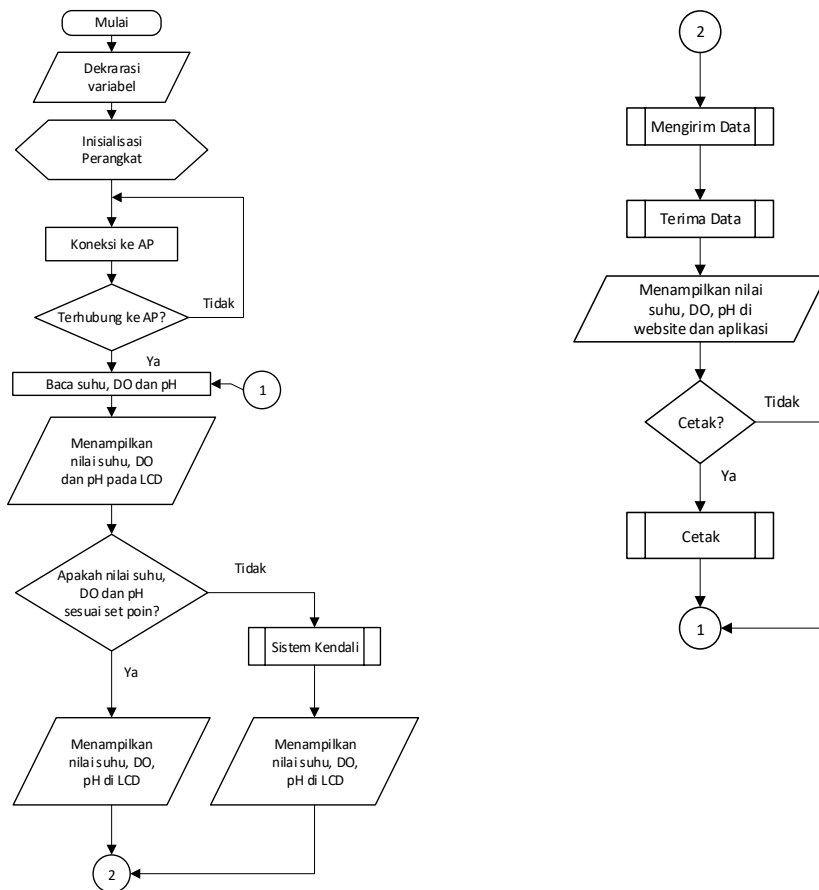 Mulai
Dekrarasi
variabel
Inisialisasi
Perangkat
Koneksi ke AP
Terhubung ke AP?
Tidak
Ya
Baca suhu, DO dan pH
1
Menampilkan
nilai suhu, DO
dan pH pada LCD
Apakah nilai suhu,
DO dan pH
sesuai set poin?
Tidak
Sistem Kendali
Ya
Menampilkan
nilai suhu, DO,
pH di LCD
Menampilkan
nilai suhu, DO,
pH di LCD
2
2
Mengirim Data
Terima Data
Menampilkan nilai
suhu, DO, pH di
website dan aplikasi
Cetak?
Tidak
Ya
Cetak
1